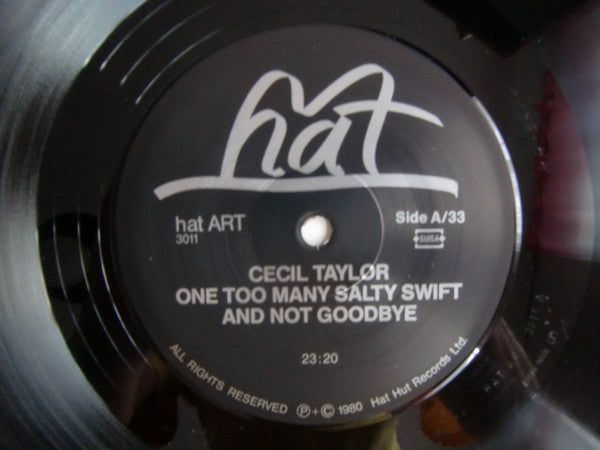 hat
hat ART
3011
Side A/33
SUISA
CECIL TAYLOR
ONE TOO MANY SALTY SWIFT
AND NOT GOODBYE
23:20
ALL RIGHTS RESERVED Ⓟ+© 1980 Hat Hut Records Ltd.